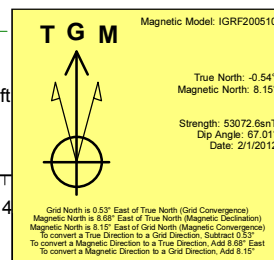 Magnetic Model: IGRF200510
T G M
True North: -0.54°
Magnetic North: 8.15°
ft
Strength: 53072.6snT
Dip Angle: 67.01°
Date: 2/1/2012
4
Grid North is 0.53° East of True North (Grid Convergence)
Magnetic North is 8.68° East of True North (Magnetic Declination)
Magnetic North is 8.15° East of Grid North (Magnetic Convergence)
To convert a True Direction to a Grid Direction, Subtract 0.53°
To convert a Magnetic Direction to a True Direction, Add 8.68° East
To convert a Magnetic Direction to a Grid Direction, Add 8.15°